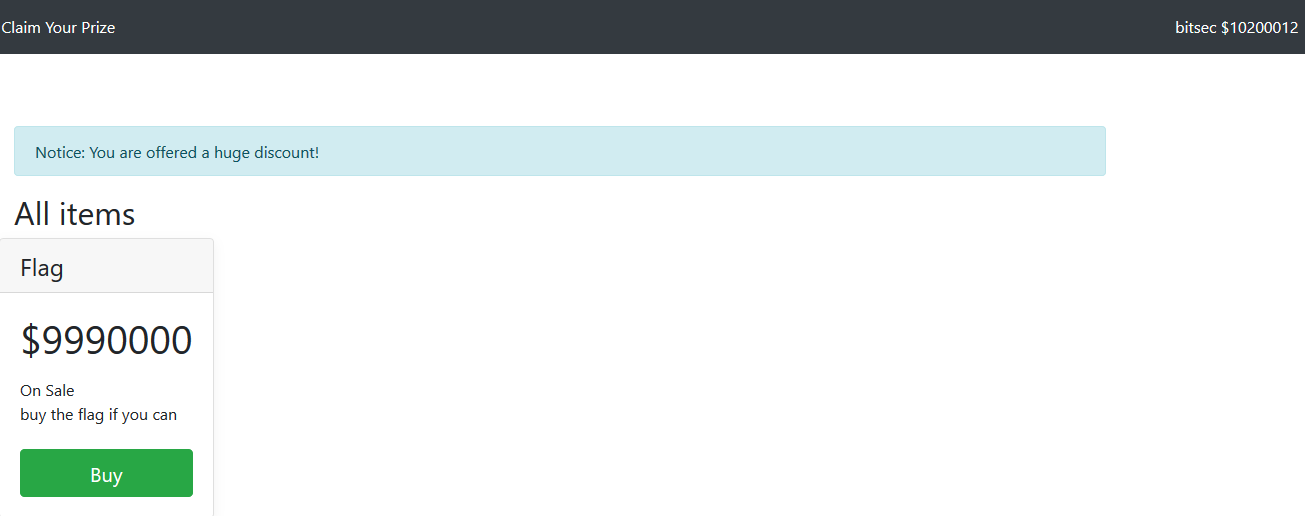 Claim Your Prize
bitsec $10200012
Notice: You are offered a huge discount!
All items
Flag
$9990000
On Sale
buy the flag if you can
Buy